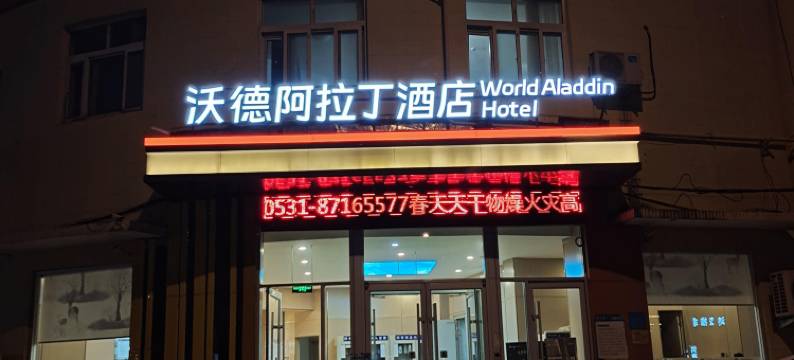 沃德阿拉丁酒店
World Aladdin
Hotel
0531-87165577春天天干物燥火灾高